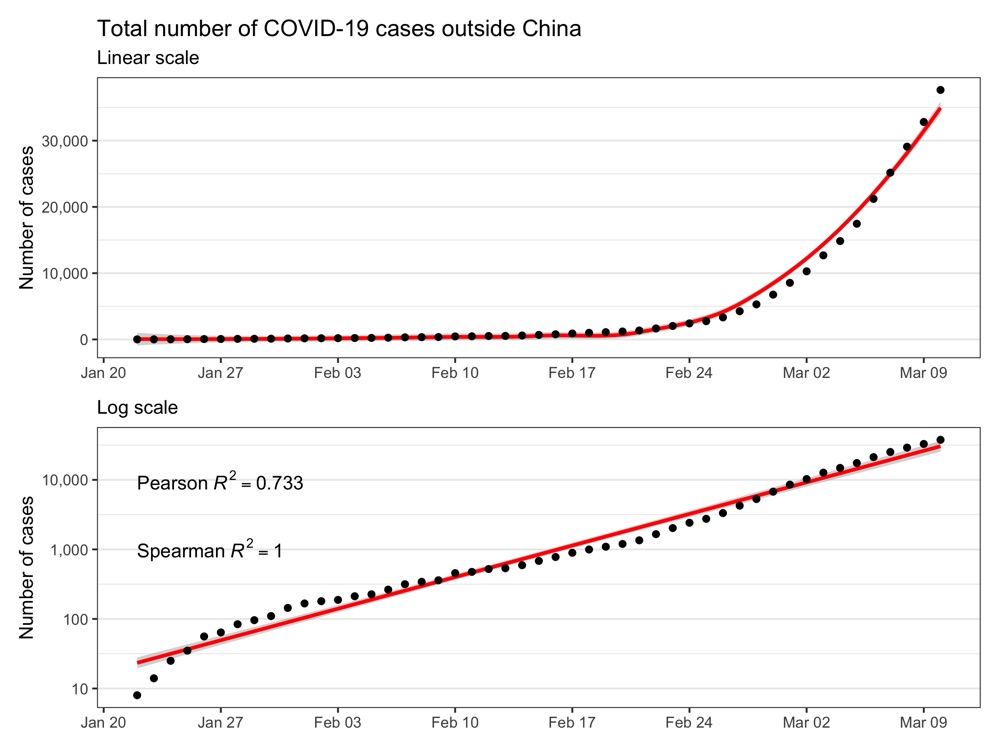 Total number of COVID-19 cases outside China
Linear scale
Number of cases
30,000
20,000
10,000
0
Jan 20 Jan 27 Feb 03 Feb 10 Feb 17 Feb 24 Mar 02 Mar 09
Log scale
Number of cases
10,000
1,000
100
10
Pearson R² = 0.733
Spearman R² = 1
Jan 20 Jan 27 Feb 03 Feb 10 Feb 17 Feb 24 Mar 02 Mar 09